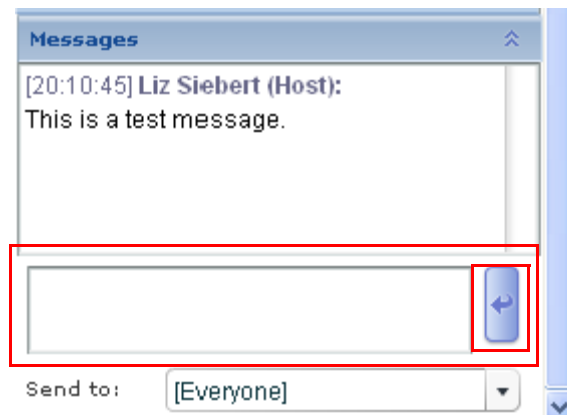 Messages
[20:10:45] Liz Siebert (Host):
This is a test message.
Send to: [Everyone]